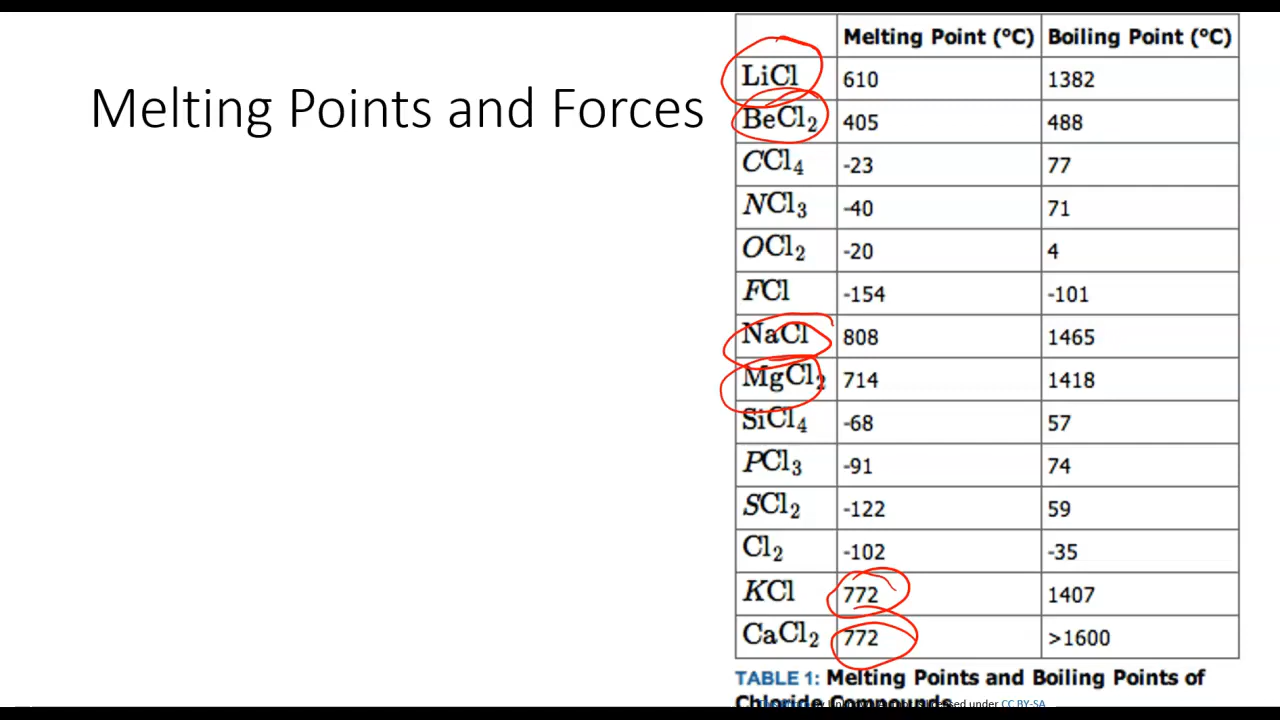 Melting Points and Forces
Melting Point (°C) Boiling Point (°C)
LiCl 610 1382
BeCl₂ 405 488
CCl₄ -23 77
NCl₃ -40 71
OCl₂ -20 4
FCl -154 -101
NaCl 808 1465
MgCl₂ 714 1418
SiCl₄ -68 57
PCl₃ -91 74
SCl₂ -122 59
Cl₂ -102 -35
KCl 772 1407
CaCl₂ 772 >1600
TABLE 1: Melting Points and Boiling Points of
Chloride Compounds
under CC BY-SA